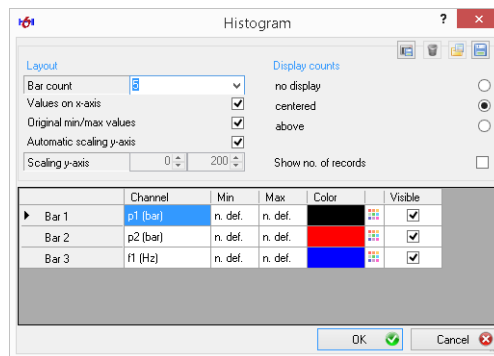 Histogram
Layout
Display counts
Bar count 5
no display
Values on x-axis
centered
Original min/max values
above
Automatic scaling y-axis
Scaling y-axis 0 200
Show no. of records
Channel Min Max Color Visible
Bar 1 p1 (bar) n. def. n. def.
Bar 2 p2 (bar) n. def. n. def.
Bar 3 f1 (Hz) n. def. n. def.
OK Cancel